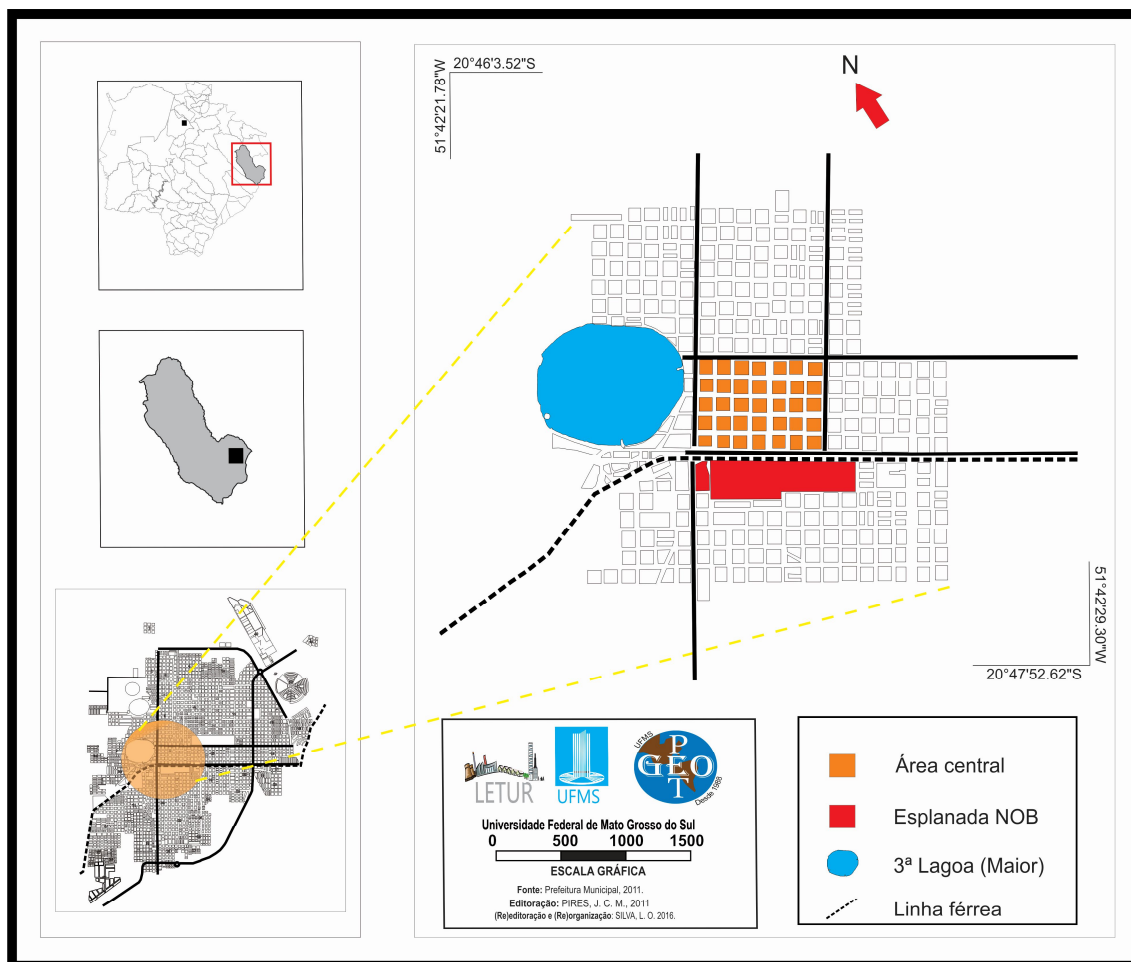 51°42'21.78"W
20°46'3.52"S
N
51°42'29.30"W
20°47'52.62"S
LETUR
UFMS
UFMS
PET
GEO
Desde 1988
Universidade Federal de Mato Grosso do Sul
0 500 1000 1500
ESCALA GRÁFICA
Fonte: Prefeitura Municipal, 2011.
Editoração: PIRES, J. C. M., 2011
(Re)editoração e (Re)organização: SILVA, L. O. 2016.
Área central
Esplanada NOB
3ª Lagoa (Maior)
Linha férrea